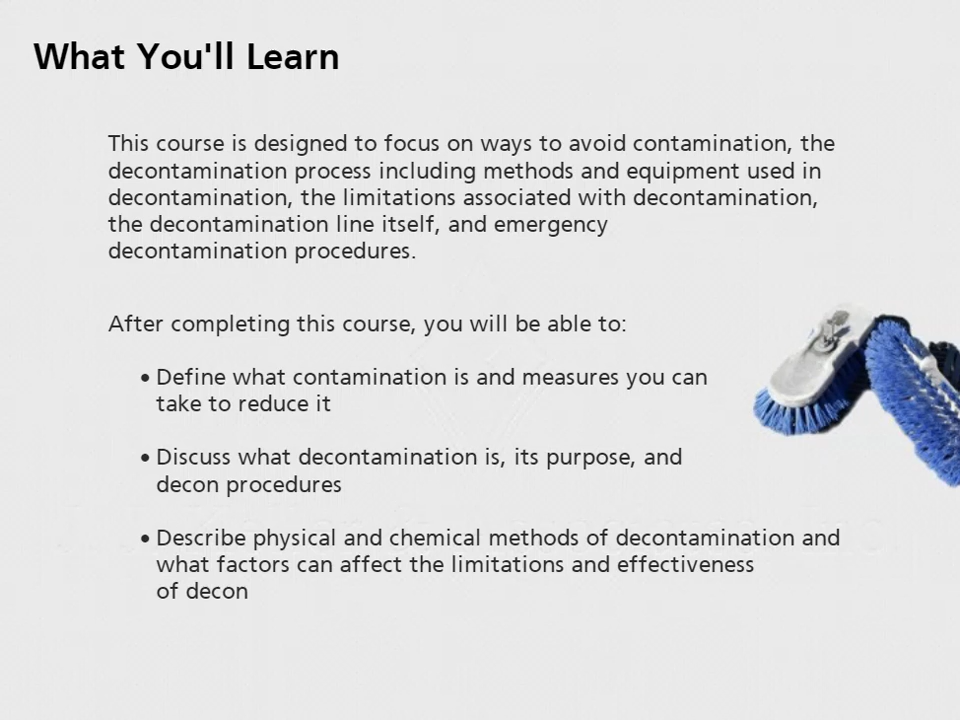 What You'll Learn
This course is designed to focus on ways to avoid contamination, the
decontamination process including methods and equipment used in
decontamination, the limitations associated with decontamination,
the decontamination line itself, and emergency
decontamination procedures.
After completing this course, you will be able to:
• Define what contamination is and measures you can
take to reduce it
• Discuss what decontamination is, its purpose, and
decon procedures
• Describe physical and chemical methods of decontamination and
what factors can affect the limitations and effectiveness
of decon